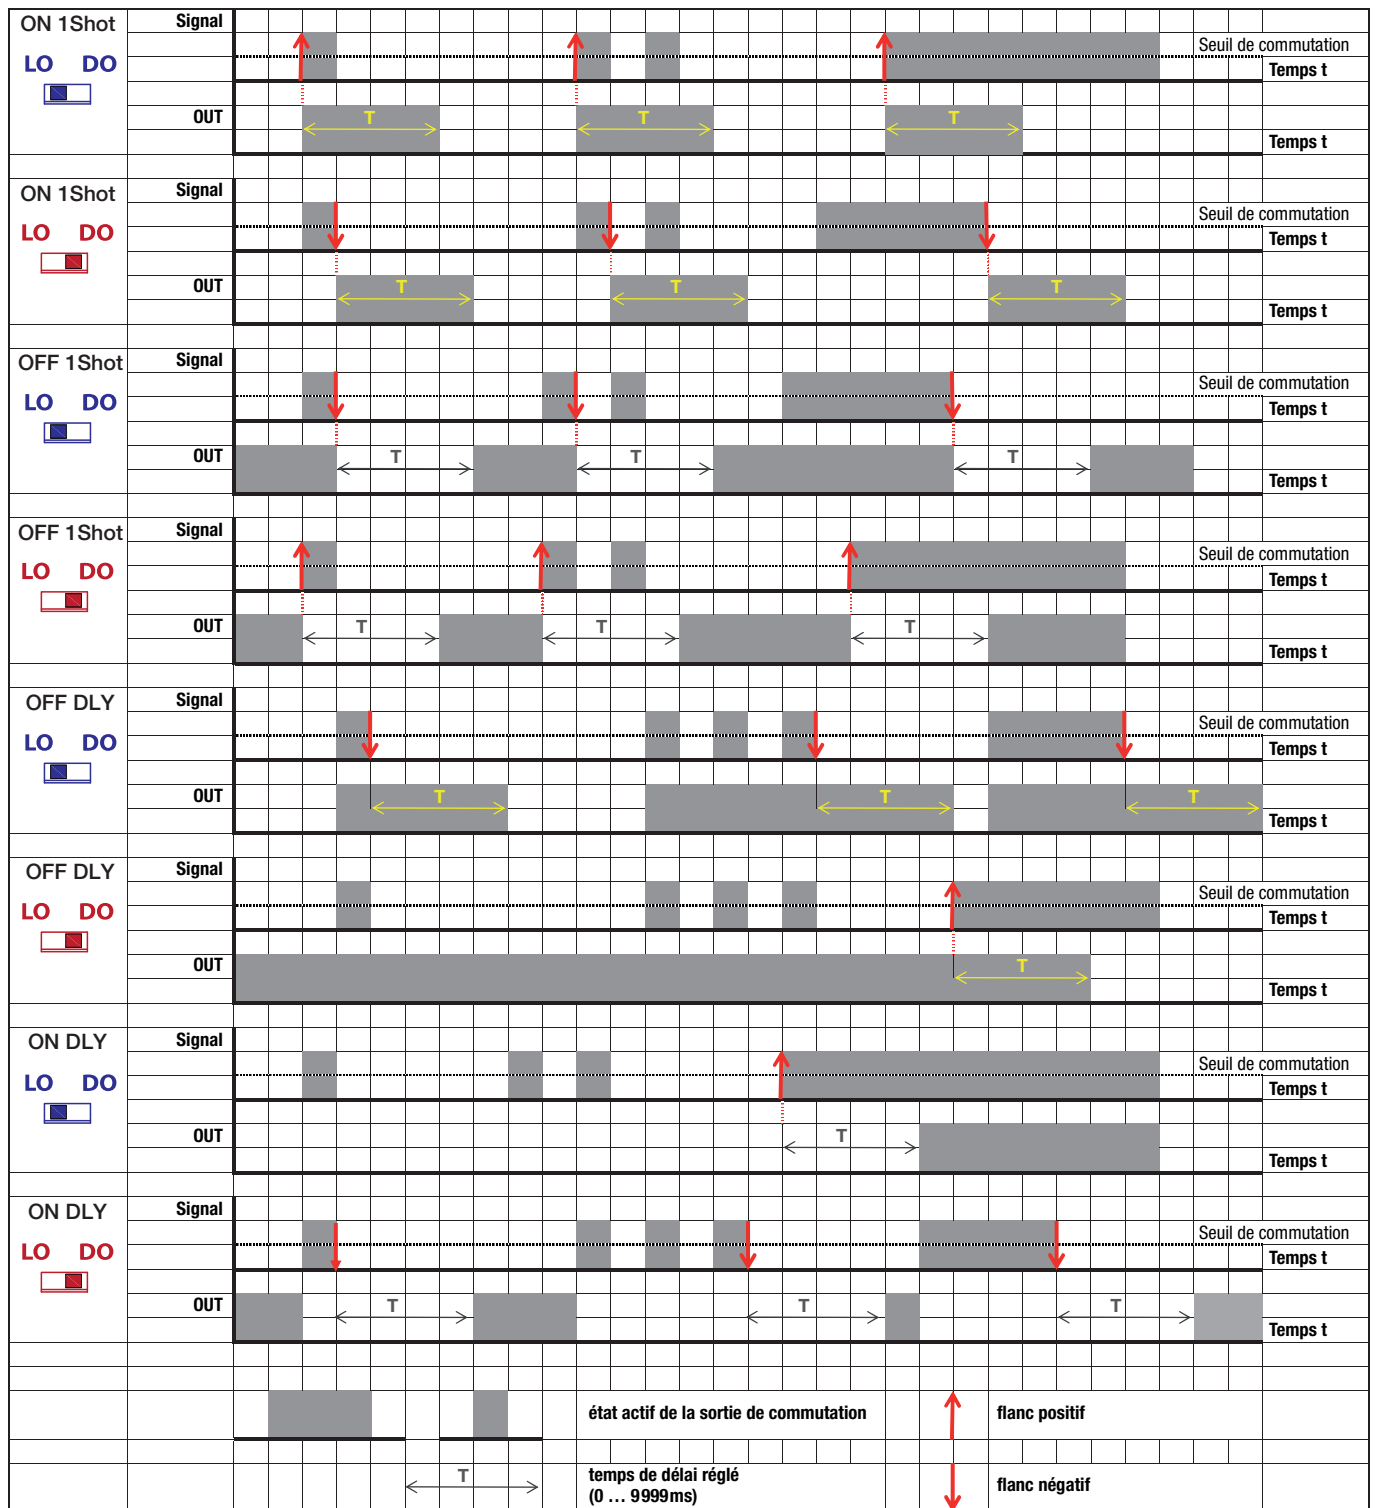 ON 1Shot
Signal
Seuil de commutation
LO DO
Temps t
OUT
T
T
T
Temps t
ON 1Shot
Signal
Seuil de commutation
LO DO
Temps t
OUT
T
T
T
Temps t
OFF 1Shot
Signal
Seuil de commutation
LO DO
Temps t
OUT
T
T
T
Temps t
OFF 1Shot
Signal
Seuil de commutation
LO DO
Temps t
OUT
T
T
T
Temps t
OFF DLY
Signal
Seuil de commutation
LO DO
Temps t
OUT
T
T
T
Temps t
OFF DLY
Signal
Seuil de commutation
LO DO
Temps t
OUT
T
Temps t
ON DLY
Signal
Seuil de commutation
LO DO
Temps t
OUT
T
Temps t
ON DLY
Signal
Seuil de commutation
LO DO
Temps t
OUT
T
T
T
Temps t
état actif de la sortie de commutation
flanc positif
T
temps de délai réglé
(0 … 9999ms)
flanc négatif